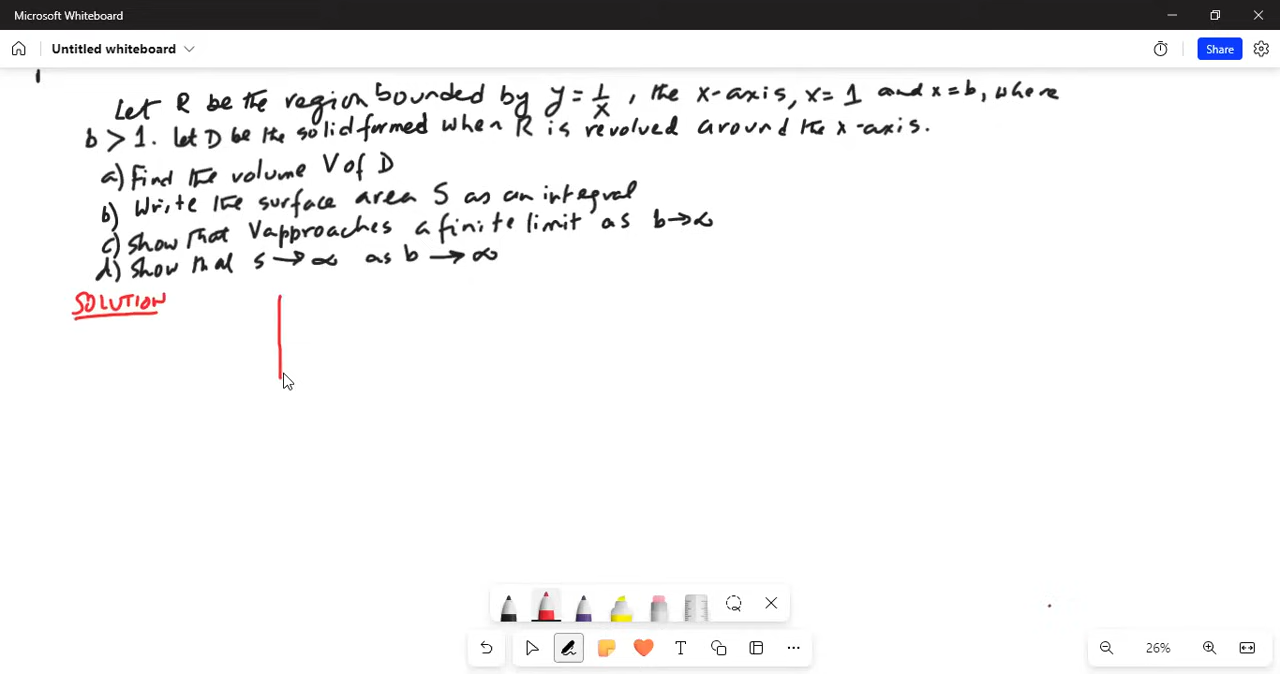 Microsoft Whiteboard
Untitled whiteboard
Share
Let R be the region bounded by y = 1/x , the x-axis, x = 1 and x = b, where
b > 1. Let D be the solid formed when R is revolved around the x-axis.
a) Find the volume V of D
b) Write the surface area S as an integral
c) Show that V approaches a finite limit as b → ∞
d) Show that S → ∞ as b → ∞
SOLUTION
26%